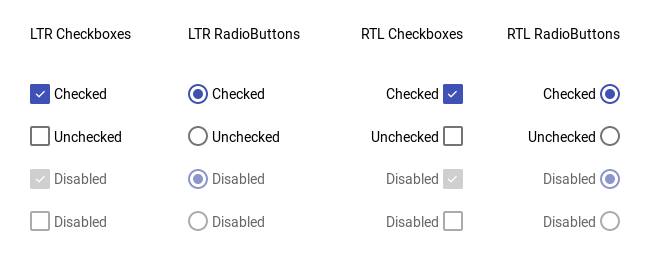 LTR Checkboxes LTR RadioButtons RTL Checkboxes RTL RadioButtons
Checked Checked Checked Checked
Unchecked Unchecked Unchecked Unchecked
Disabled Disabled Disabled Disabled
Disabled Disabled Disabled Disabled